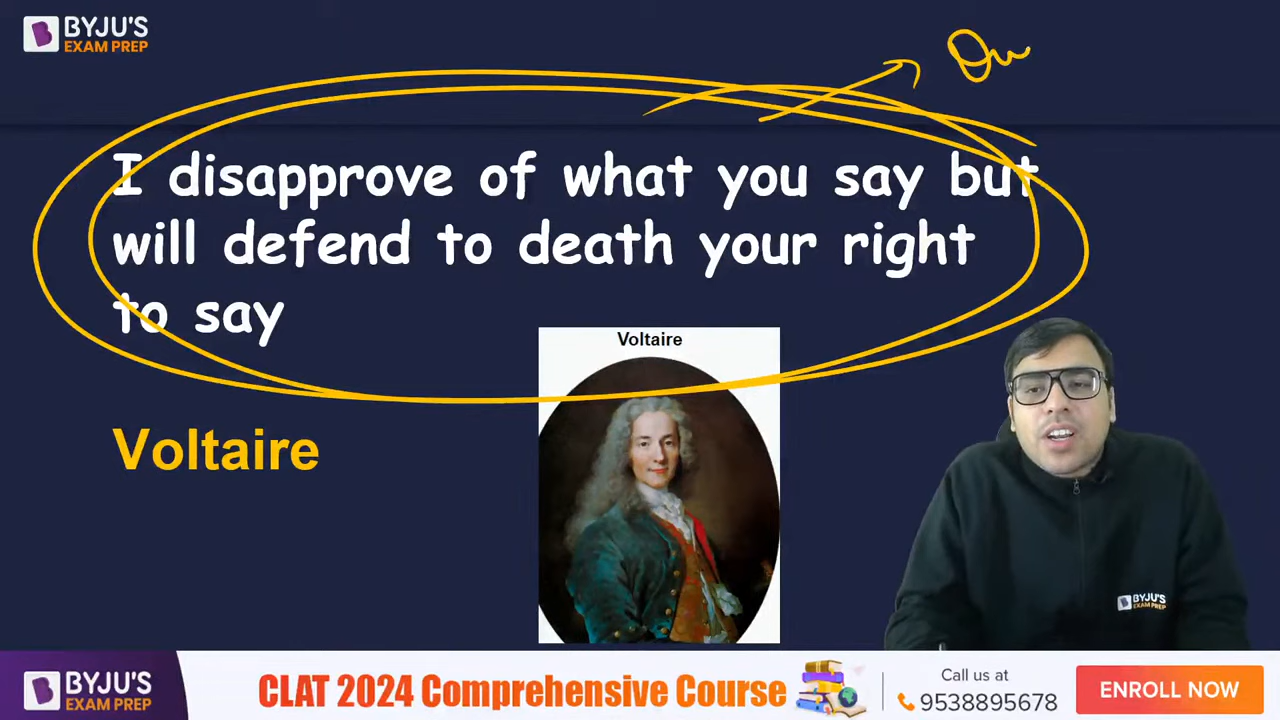 BYJU'S
EXAM PREP
I disapprove of what you say but
will defend to death your right
to say
Voltaire
Voltaire
BYJU'S
EXAM PREP
BYJU'S
EXAM PREP
CLAT 2024 Comprehensive Course
Call us at
9538895678
ENROLL NOW